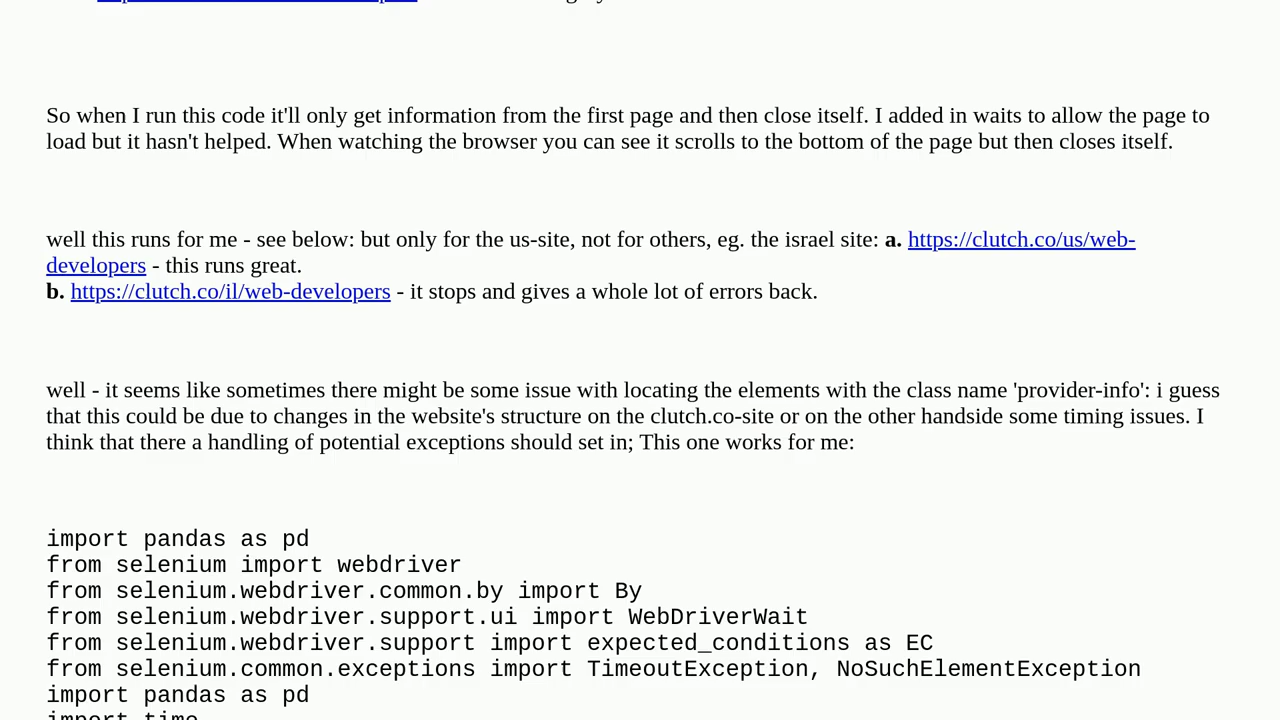 So when I run this code it'll only get information from the first page and then close itself. I added in waits to allow the page to
load but it hasn't helped. When watching the browser you can see it scrolls to the bottom of the page but then closes itself.
well this runs for me - see below: but only for the us-site, not for others, eg. the israel site: a. https://clutch.co/us/web-
developers - this runs great.
b. https://clutch.co/il/web-developers - it stops and gives a whole lot of errors back.
well - it seems like sometimes there might be some issue with locating the elements with the class name 'provider-info': i guess
that this could be due to changes in the website's structure on the clutch.co-site or on the other handside some timing issues. I
think that there a handling of potential exceptions should set in; This one works for me:
import pandas as pd
from selenium import webdriver
from selenium.webdriver.common.by import By
from selenium.webdriver.support.ui import WebDriverWait
from selenium.webdriver.support import expected_conditions as EC
from selenium.common.exceptions import TimeoutException, NoSuchElementException
import pandas as pd
import time